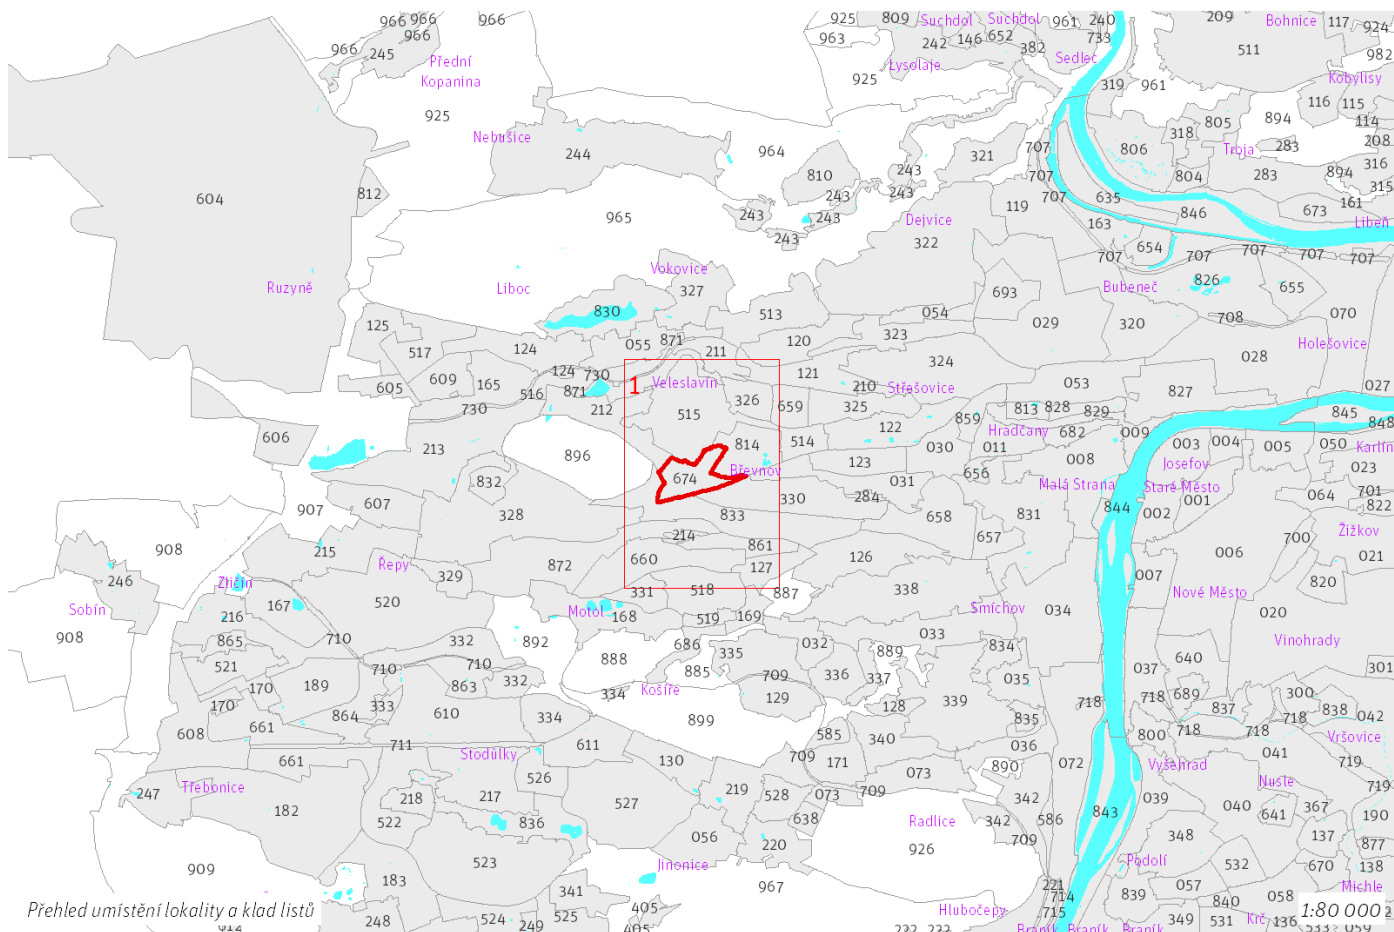 966 966 966 925 809 Suchdol Suchdol 961 240 209 Bohnice 117 924
966 245 966 963 242 146 652 382 733 511 982
Přední Kopanina Lysolaje Sedleč Kobylisy
925 925 319 961 116 115 114
Nebušice 244 964 321 707 806 318 805 894 208
Troja 283
604 812 810 243 707 804 283 894 316 315
965 243 243 243 243 243 119 707 635 846 673 161
Dejvice 322 163 654 Libeň
707 707 707 707 707
Ruzyně Liboc Vokovice 327 693 Bubeneč 826 655
830 513 054 029 320 708 070
125 124 055 871 211 120 323 324 028 Holešovice
517 609 165 124 730 1 Veleslavín 121 210 Střešovice 053 827 027
605 516 871 212 515 326 659 325 859 813 828 829 845 848
730 606 213 896 814 514 122 030 Hradčany 011 682 009 003 004 005 050 Karlín
832 674 Břevnov 123 031 656 008 Josefov 023
607 328 330 284 Malá Strana 844 Staré Město 001 064 701 822
907 833 658 831 002 Žižkov
908 215 214 861 657 006 700 021
246 Zličín Řepy 329 872 660 127 126 007 820
Sobín 167 520 331 518 887 338 Smíchov 034 Nové Město 020
908 216 Motol 168 519 169 033 Vinohrady
865 710 332 892 686 335 032 889 834 640 301
521 710 710 888 885 709 336 337 035 037
170 189 333 863 332 334 Košíře 129 128 339 718 718 689 837 300 838 042
170 661 864 610 334 899 585 835 718 718 718 Vršovice
608 711 611 709 340 036 800 041 719
661 Stodůlky 130 171 890 072 Vyšehrad Nusle
Třebonice 526 073 719
247 182 218 217 527 219 528 073 709 342 039 040 367 190
522 836 638 Radlice 342 586 843 641
056 220 926 709 348 137 877
909 523 Jinonice 532 670 138
183 341 967 221 Podolí 057 058 Michle
405 714 839 840
Přehled umístění lokality a klad listů 248 524 249 525 405 Hlubočepy 715 349 531 Krč 136 1:80 000
Braník Braník Braník